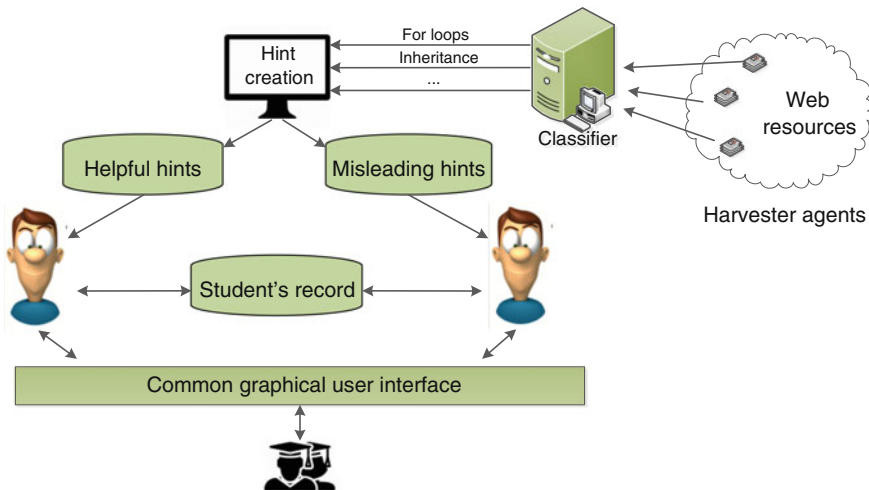 For loops
Hint
creation
Inheritance
...
Classifier
Web
resources
Harvester agents
Helpful hints
Misleading hints
Student's record
Common graphical user interface